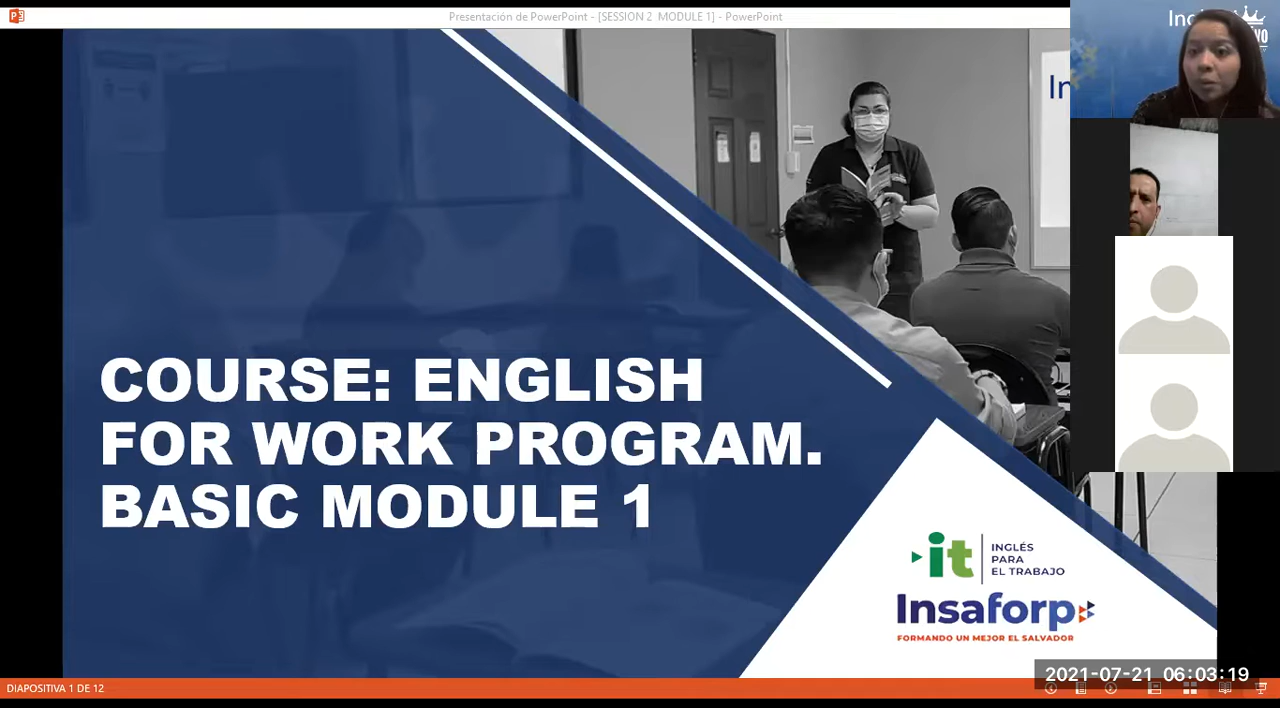 Presentación de PowerPoint - [SESSION 2 MODULE 1] - PowerPoint
COURSE: ENGLISH
FOR WORK PROGRAM.
BASIC MODULE 1
it
INGLÉS
PARA
EL TRABAJO
Insaforp
FORMANDO UN MEJOR EL SALVADOR
2021-07-21 06:03:19
DIAPOSITIVA 1 DE 12